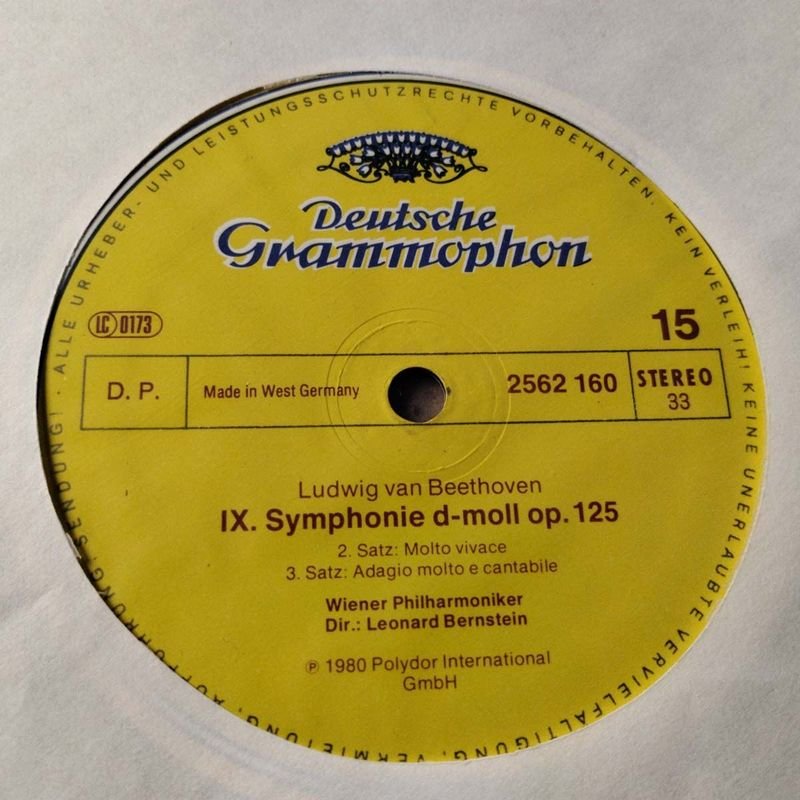 ALLE URHEBER- UND LEISTUNGSSCHUTZRECHTE VORBEHALTEN. KEIN VERLEIH! KEINE UNERLAUBTE VERVIELFÄLTIGUNG, VERMIETUNG, AUFFÜHRUNG, SENDUNG!
Deutsche
Grammophon
LC 0173
15
D. P.
Made in West Germany
2562 160
STEREO
33
Ludwig van Beethoven
IX. Symphonie d-moll op. 125
2. Satz: Molto vivace
3. Satz: Adagio molto e cantabile
Wiener Philharmoniker
Dir.: Leonard Bernstein
℗ 1980 Polydor International
GmbH